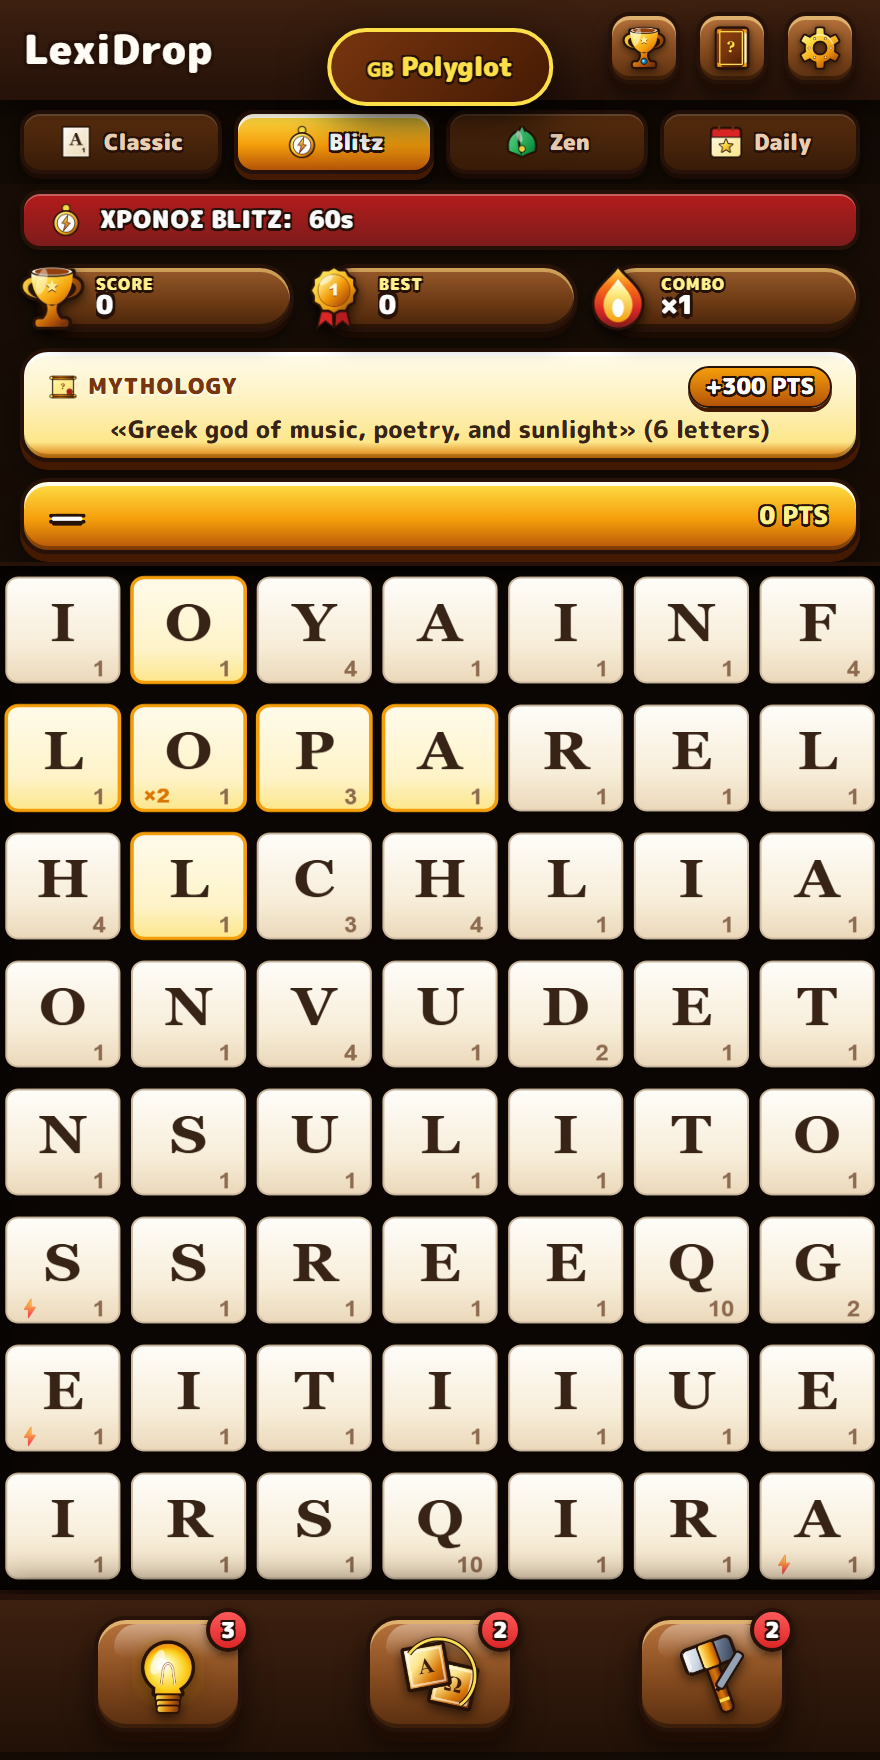 LexiDrop
GB Polyglot
?
Classic
Blitz
Zen
Daily
ΧΡΟΝΟΣ BLITZ: 60s
SCORE
0
1
BEST
0
COMBO
×1
MYTHOLOGY
+300 PTS
«Greek god of music, poetry, and sunlight» (6 letters)
—
0 PTS
I 1 O 1 Y 4 A 1 I 1 N 1 F 4
L 1 O ×2 1 P 3 A 1 R 1 E 1 L 1
H 4 L 1 C 3 H 4 L 1 I 1 A 1
O 1 N 1 V 4 U 1 D 2 E 1 T 1
N 1 S 1 U 1 L 1 I 1 T 1 O 1
S 1 S 1 R 1 E 1 E 1 Q 10 G 2
E 1 I 1 T 1 I 1 I 1 U 1 E 1
I 1 R 1 S 1 Q 10 I 1 R 1 A 1
3
A Ω 2
2